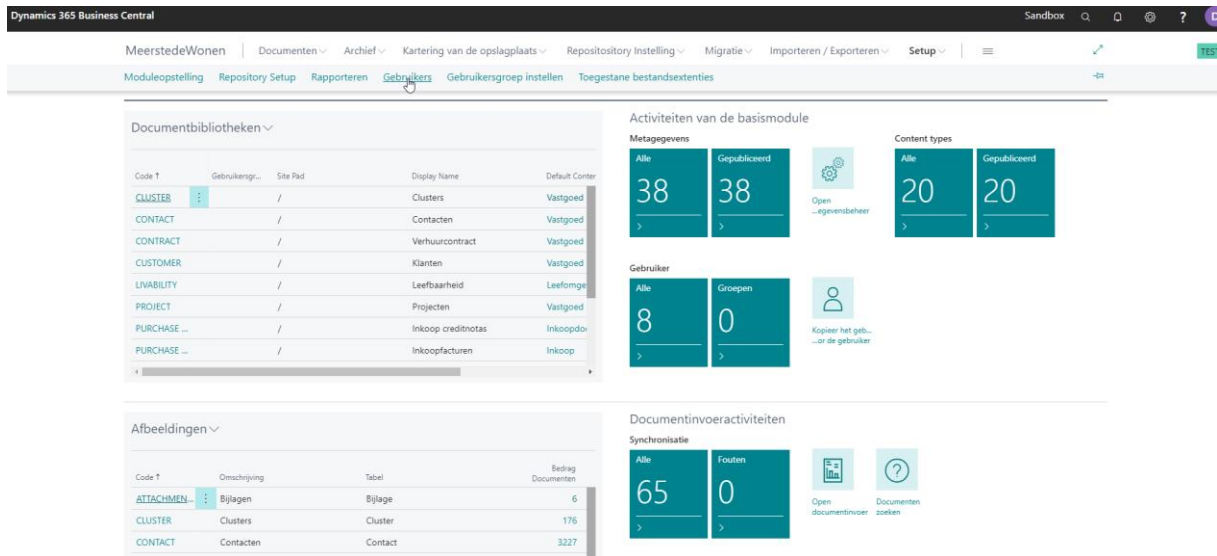 Dynamics 365 Business Central
Sandbox
?
D
MeerstedeWonen
Documenten
Archief
Kartering van de opslagplaats
Repositository Instelling
Migratie
Importeren / Exporteren
Setup
TEST
Moduleopstelling
Repository Setup
Rapporteren
Gebruikers
Gebruikersgroep instellen
Toegestane bestandsextenties
Documentbibliotheken
Code ↑ Gebruikersgr... Site Pad Display Name Default Conter
CLUSTER / Clusters Vastgoed
CONTACT / Contacten Vastgoed
CONTRACT / Verhuurcontract Vastgoed
CUSTOMER / Klanten Vastgoed
LIVABILITY / Leefbaarheid Leefomge
PROJECT / Projecten Vastgoed
PURCHASE ... / Inkoop creditnotas Inkoopdo
PURCHASE ... / Inkoopfacturen Inkoop
Activiteiten van de basismodule
Metagegevens
Alle
38
Gepubliceerd
38
Open
...egevensbeheer
Content types
Alle
20
Gepubliceerd
20
Gebruiker
Alle
8
Groepen
0
Kopieer het geb...
...or de gebruiker
Afbeeldingen
Code ↑ Omschrijving Tabel Bedrag Documenten
ATTACHMEN... Bijlagen Bijlage 6
CLUSTER Clusters Cluster 176
CONTACT Contacten Contact 3227
Documentinvoeractiviteiten
Synchronisatie
Alle
65
Fouten
0
Open
documentinvoer
Documenten
zoeken